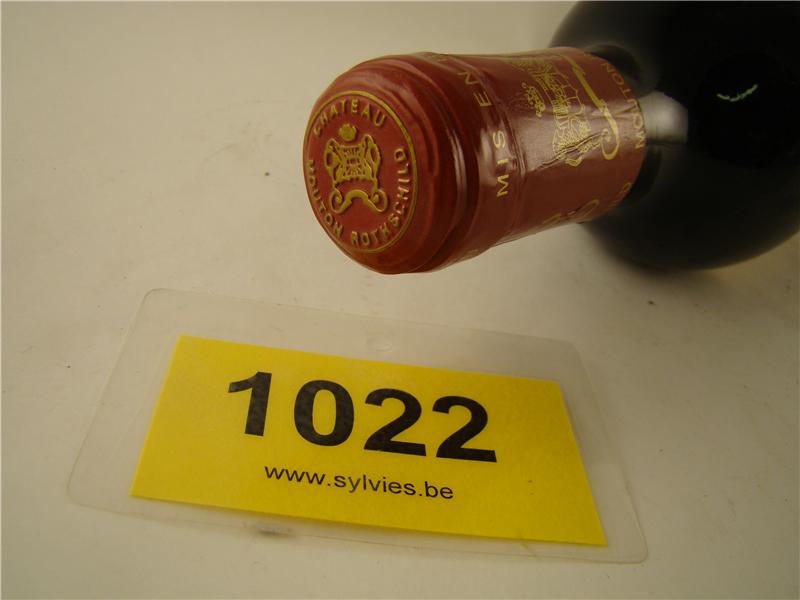 CHATEAU
MOUTON ROTHSCHILD
MIS EN
MOUTON
1022
www.sylvies.be